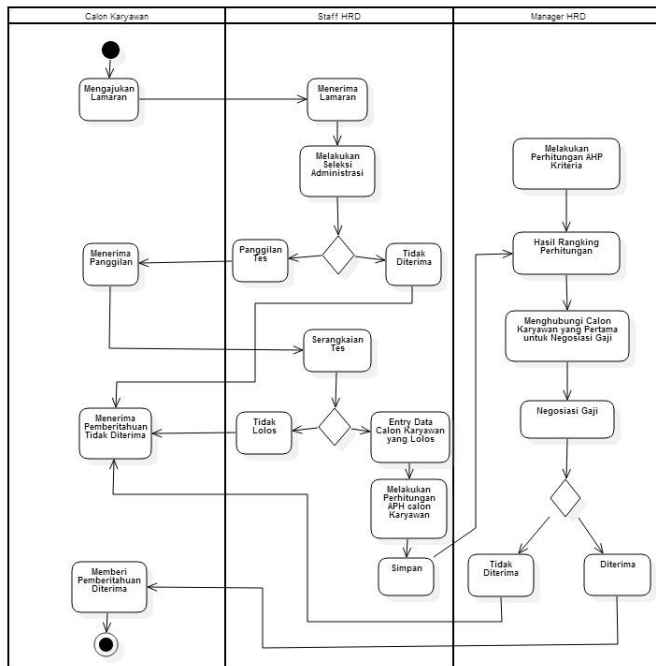 Calon Karyawan
Staff HRD
Manager HRD
Mengajukan
Lamaran
Menerima
Lamaran
Melakukan
Seleksi
Administrasi
Melakukan
Perhitungan AHP
Kriteria
Menerima
Panggilan
Panggilan
Tes
Tidak
Diterima
Hasil Rangking
Perhitungan
Serangkaian
Tes
Menghubungi Calon
Karyawan yang Pertama
untuk Negosiasi Gaji
Menerima
Pemberitahuan
Tidak Diterima
Tidak
Lolos
Entry Data
Calon Karyawan
yang Lolos
Negosiasi Gaji
Melakukan
Perhitungan
APH calon
Karyawan
Memberi
Pemberitahuan
Diterima
Simpan
Tidak
Diterima
Diterima